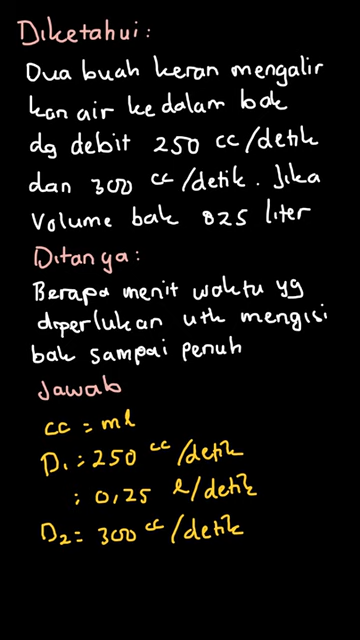 Diketahui:
Dua buah keran mengalir
kan air ke dalam bak
dg debit 250 cc/detik
dan 300 cc/detik. Jika
Volume bak 825 liter
Ditanya:
Berapa menit waktu yg
diperlukan utk mengisi
bak sampai penuh
Jawab
cc = ml
D₁ = 250 cc/detik
= 0,25 l/detik
D₂ = 300 cc/detik